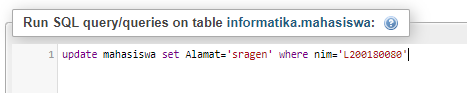 Run SQL query/queries on table informatika.mahasiswa:
1 update mahasiswa set Alamat='sragen' where nim='L200180080'